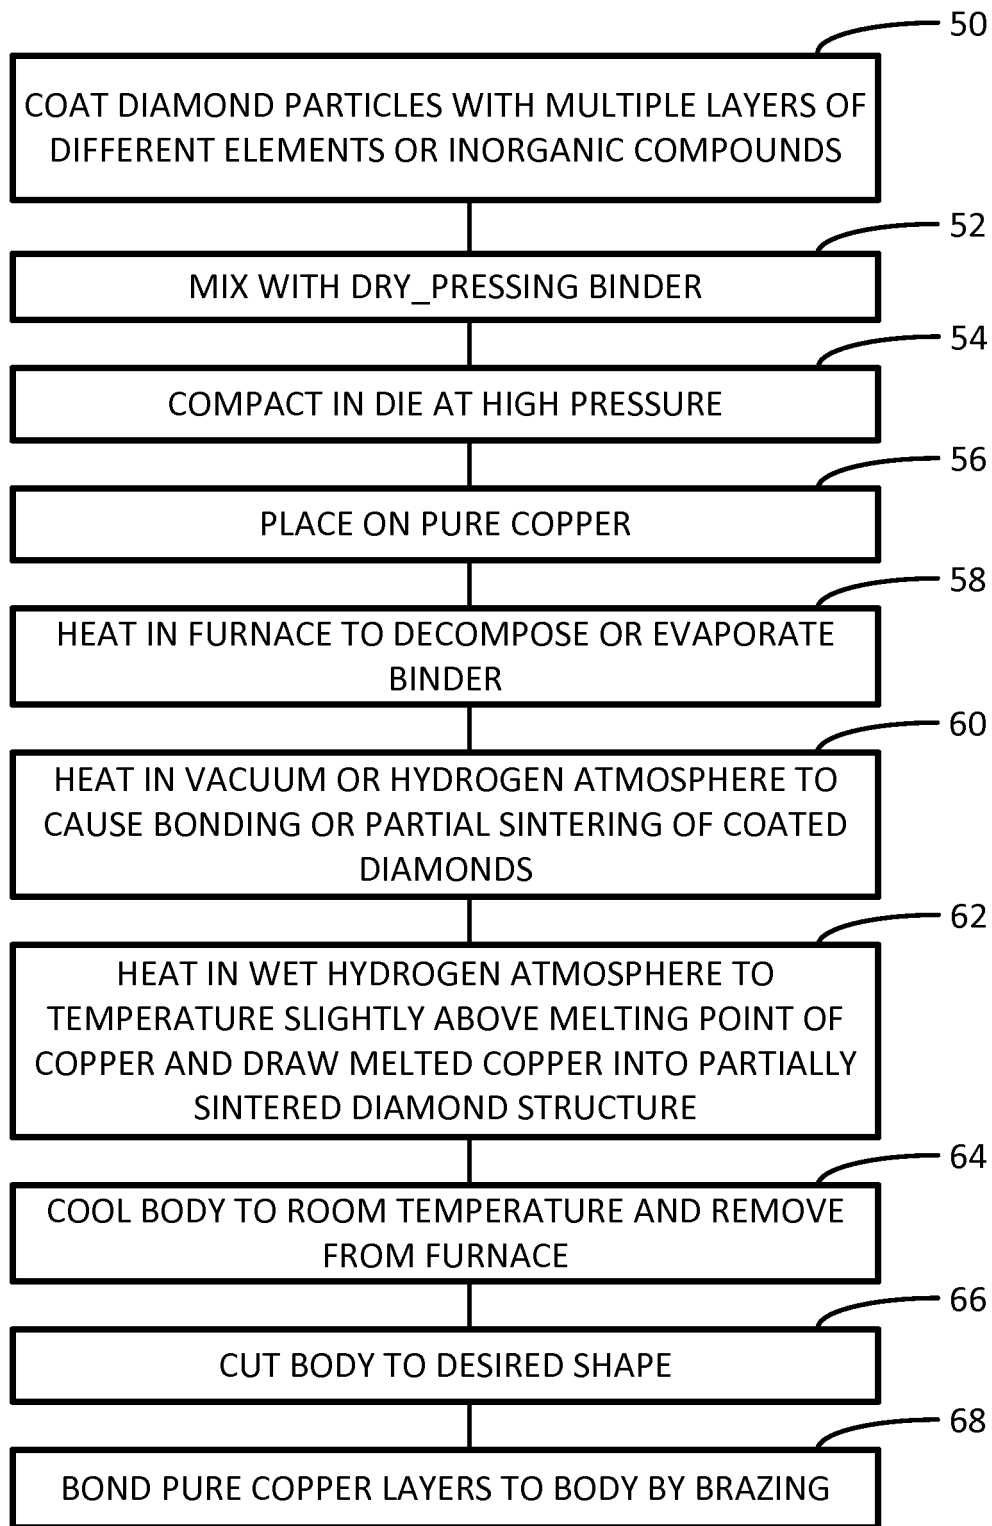 50
COAT DIAMOND PARTICLES WITH MULTIPLE LAYERS OF
DIFFERENT ELEMENTS OR INORGANIC COMPOUNDS
52
MIX WITH DRY_PRESSING BINDER
54
COMPACT IN DIE AT HIGH PRESSURE
56
PLACE ON PURE COPPER
58
HEAT IN FURNACE TO DECOMPOSE OR EVAPORATE
BINDER
60
HEAT IN VACUUM OR HYDROGEN ATMOSPHERE TO
CAUSE BONDING OR PARTIAL SINTERING OF COATED
DIAMONDS
62
HEAT IN WET HYDROGEN ATMOSPHERE TO
TEMPERATURE SLIGHTLY ABOVE MELTING POINT OF
COPPER AND DRAW MELTED COPPER INTO PARTIALLY
SINTERED DIAMOND STRUCTURE
64
COOL BODY TO ROOM TEMPERATURE AND REMOVE
FROM FURNACE
66
CUT BODY TO DESIRED SHAPE
68
BOND PURE COPPER LAYERS TO BODY BY BRAZING